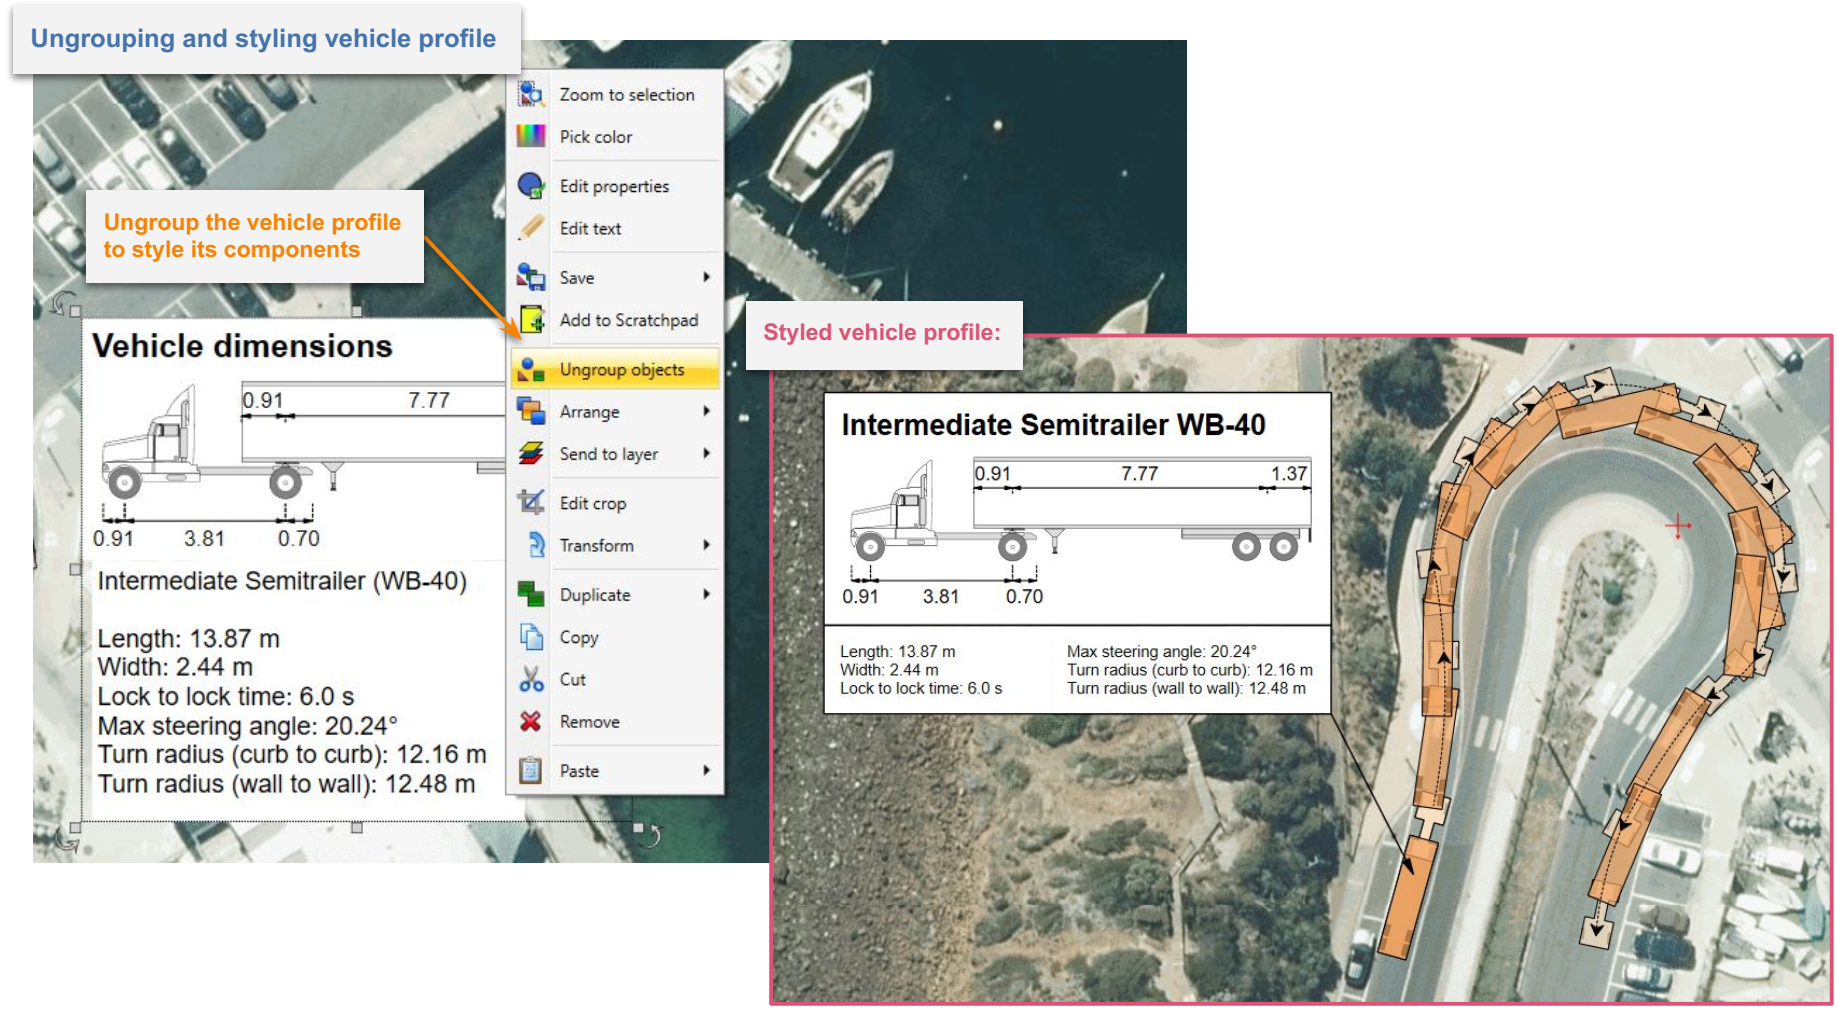 Ungrouping and styling vehicle profile
Ungroup the vehicle profile
to style its components
Vehicle dimensions
0.91 7.77
0.91 3.81 0.70
Intermediate Semitrailer (WB-40)
Length: 13.87 m
Width: 2.44 m
Lock to lock time: 6.0 s
Max steering angle: 20.24°
Turn radius (curb to curb): 12.16 m
Turn radius (wall to wall): 12.48 m
Zoom to selection
Pick color
Edit properties
Edit text
Save
Add to Scratchpad
Ungroup objects
Arrange
Send to layer
Edit crop
Transform
Duplicate
Copy
Cut
Remove
Paste
Styled vehicle profile:
Intermediate Semitrailer WB-40
0.91 7.77 1.37
0.91 3.81 0.70
Length: 13.87 m
Width: 2.44 m
Lock to lock time: 6.0 s
Max steering angle: 20.24°
Turn radius (curb to curb): 12.16 m
Turn radius (wall to wall): 12.48 m